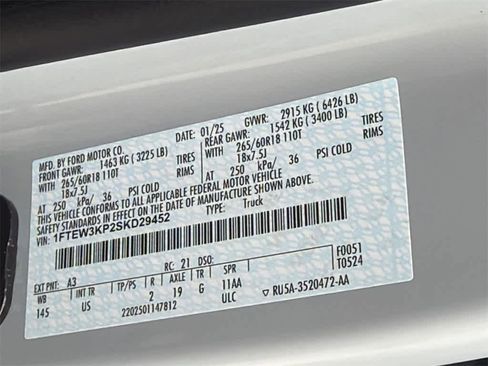 MFD. BY FORD MOTOR CO.
DATE: 01/25 GVWR: 2915 KG ( 6426 LB)
FRONT GAWR: 1463 KG ( 3225 LB) REAR GAWR: 1542 KG ( 3400 LB)
WITH 265/60R18 110T TIRES WITH 265/60R18 110T TIRES
18x7.5J RIMS 18x7.5J RIMS
AT 250 kPa/ 36 PSI COLD AT 250 kPa/ 36 PSI COLD
THIS VEHICLE CONFORMS TO ALL APPLICABLE FEDERAL MOTOR VEHICLE
SAFETY STANDARDS IN EFFECT ON THE DATE OF MANUFACTURE SHOWN ABOVE.
VIN: 1FTEW3KP2SKD29452 TYPE: Truck
F0051
T0524
EXT PNT: A3 RC: 21
WB TP/PS R AXLE TR SPR
145 US 2 19 G 11AA
ULC
2202501147812
RU5A-3520472-AA